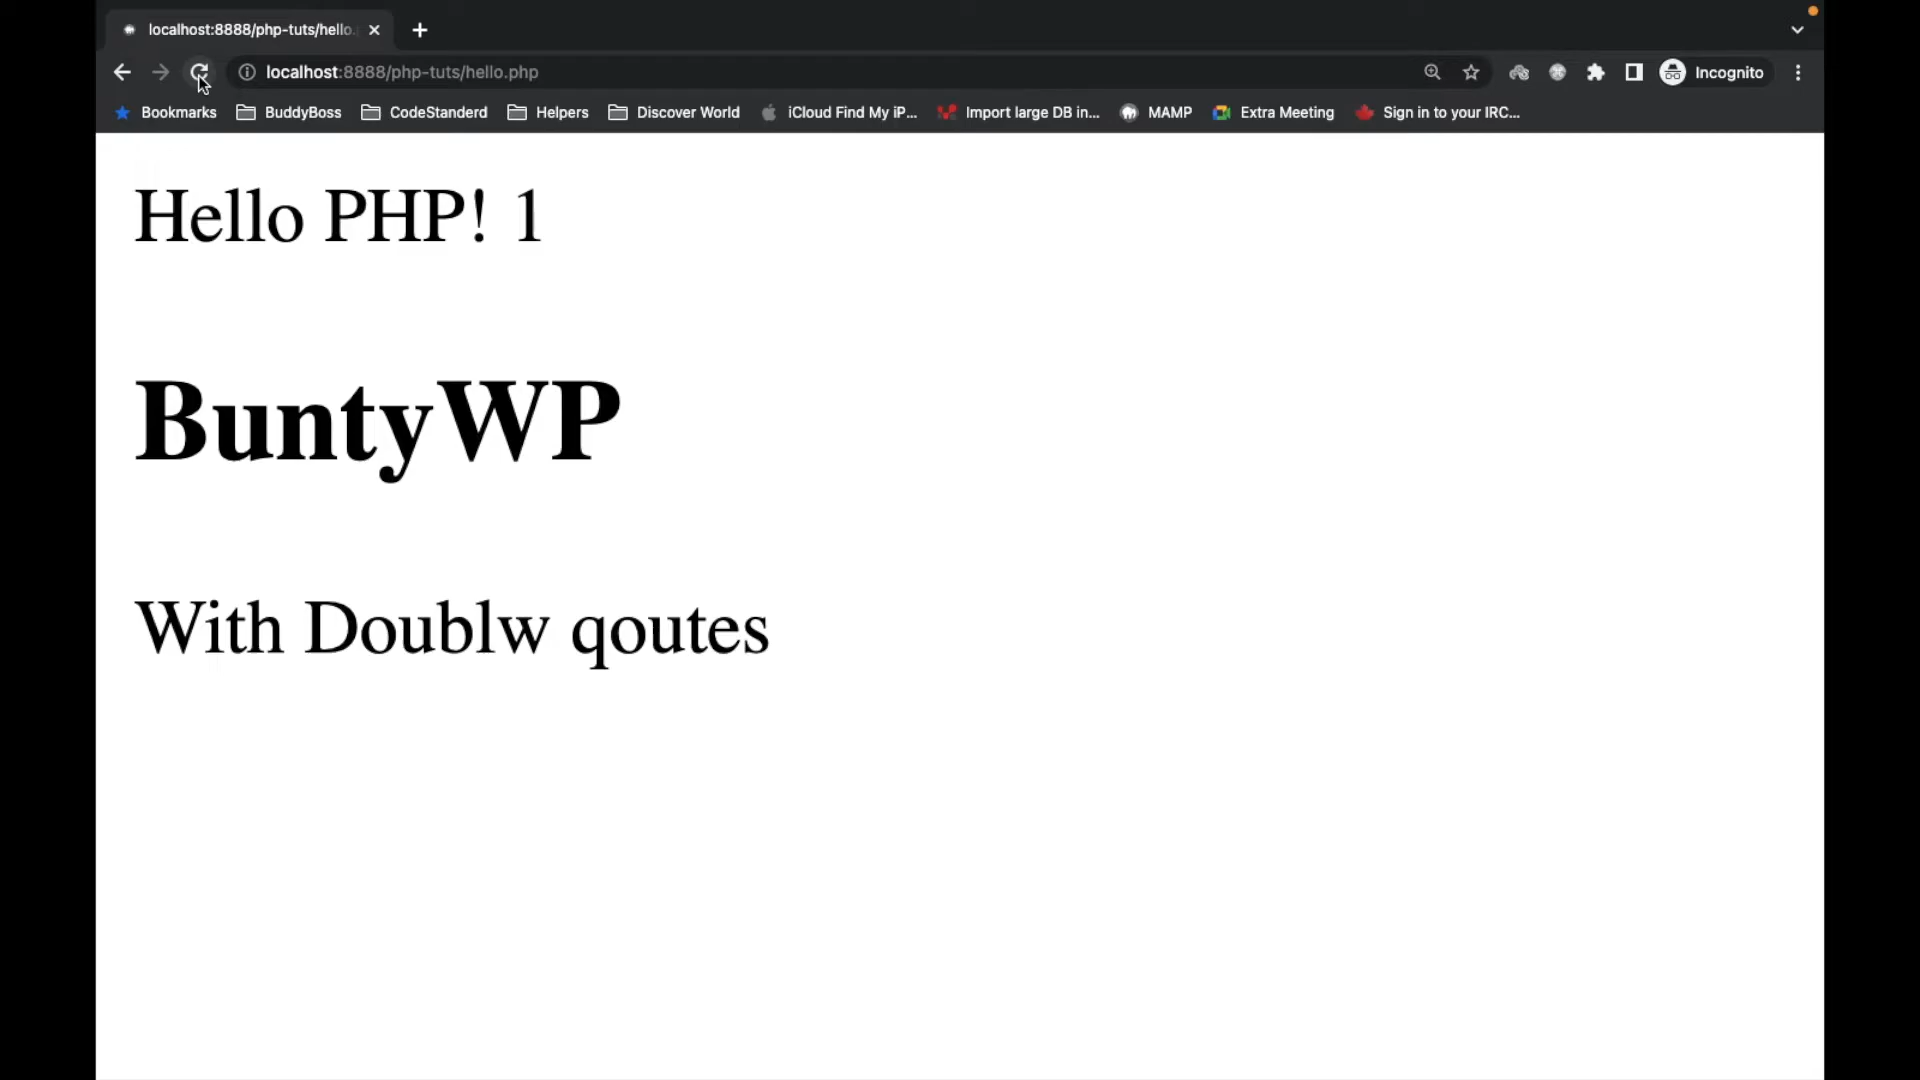 localhost:8888/php-tuts/hello.
localhost:8888/php-tuts/hello.php
Incognito
Bookmarks BuddyBoss CodeStanderd Helpers Discover World iCloud Find My iP... Import large DB in... MAMP Extra Meeting Sign in to your IRC...
Hello PHP! 1
BuntyWP
With Doublw qoutes